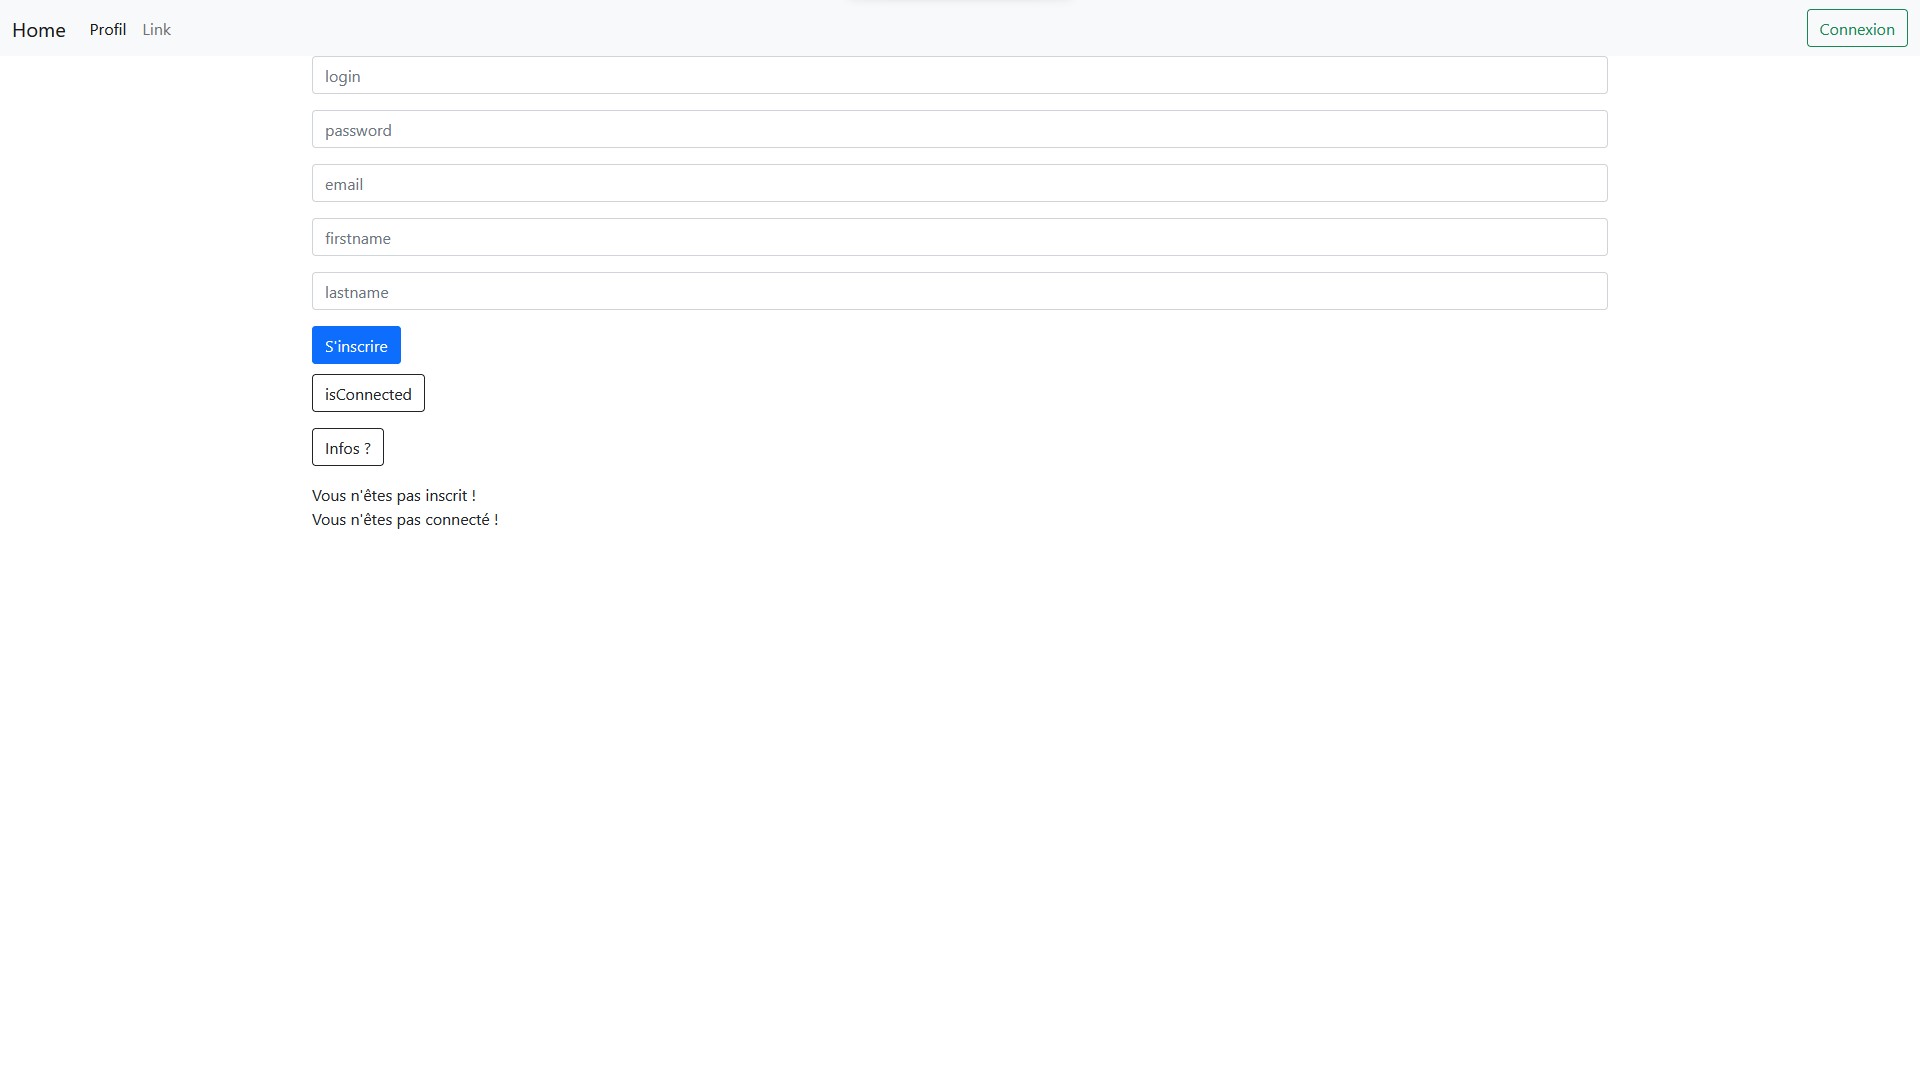 Home Profil Link Connexion
login
password
email
firstname
lastname
S'inscrire
isConnected
Infos ?
Vous n'êtes pas inscrit !
Vous n'êtes pas connecté !